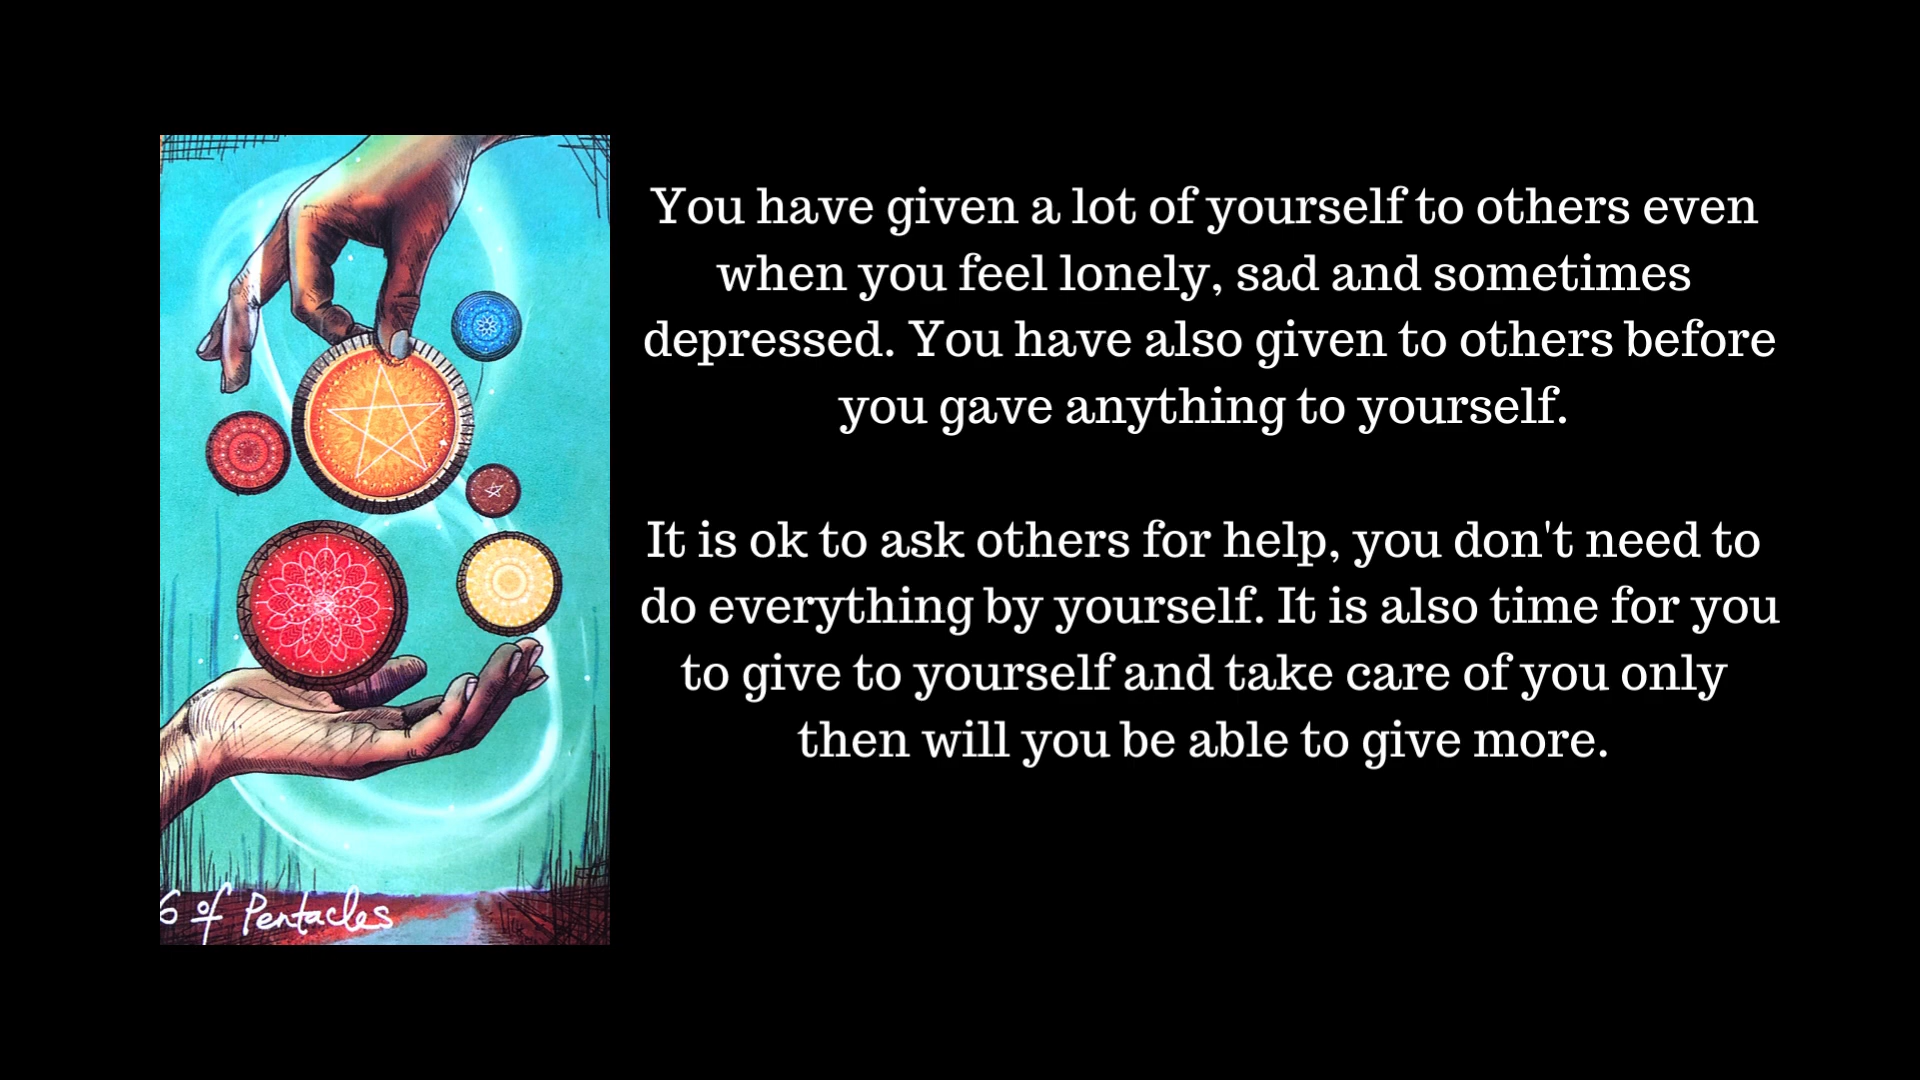 You have given a lot of yourself to others even
when you feel lonely, sad and sometimes
depressed. You have also given to others before
you gave anything to yourself.
It is ok to ask others for help, you don't need to
do everything by yourself. It is also time for you
to give to yourself and take care of you only
then will you be able to give more.
6 of Pentacles